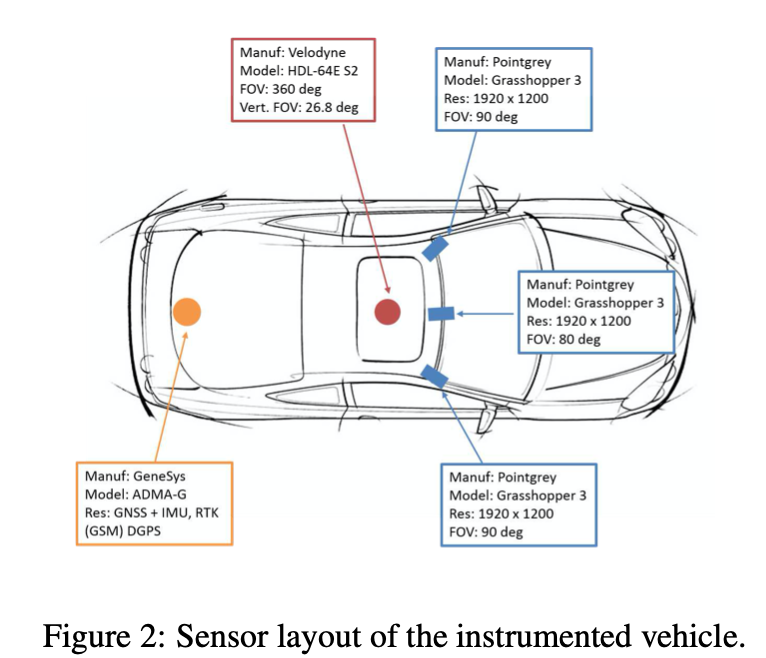 Manuf: Velodyne
Model: HDL-64E S2
FOV: 360 deg
Vert. FOV: 26.8 deg
Manuf: Pointgrey
Model: Grasshopper 3
Res: 1920 x 1200
FOV: 90 deg
Manuf: Pointgrey
Model: Grasshopper 3
Res: 1920 x 1200
FOV: 80 deg
Manuf: GeneSys
Model: ADMA-G
Res: GNSS + IMU, RTK
(GSM) DGPS
Manuf: Pointgrey
Model: Grasshopper 3
Res: 1920 x 1200
FOV: 90 deg
Figure 2: Sensor layout of the instrumented vehicle.